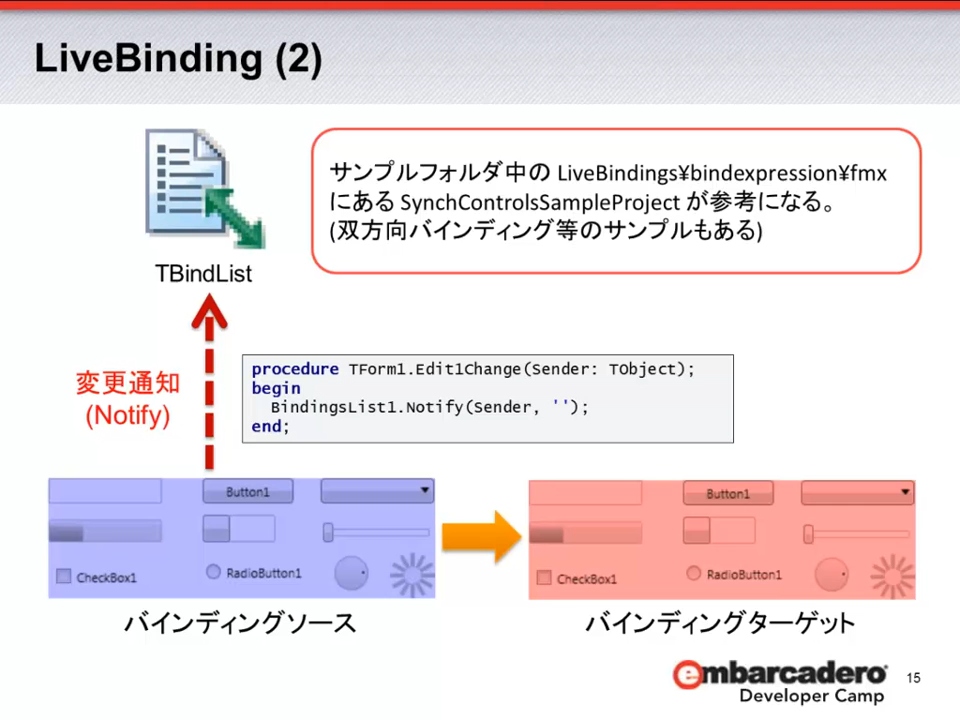 LiveBinding (2)
サンプルフォルダ中の LiveBindings¥bindexpression¥fmx
にある SynchControlsSampleProject が参考になる。
(双方向バインディング等のサンプルもある)
TBindList
変更通知
(Notify)
procedure TForm1.Edit1Change(Sender: TObject);
begin
BindingsList1.Notify(Sender, '');
end;
Button1
CheckBox1
RadioButton1
Button1
CheckBox1
RadioButton1
バインディングソース
バインディングターゲット
embarcadero®
Developer Camp
15